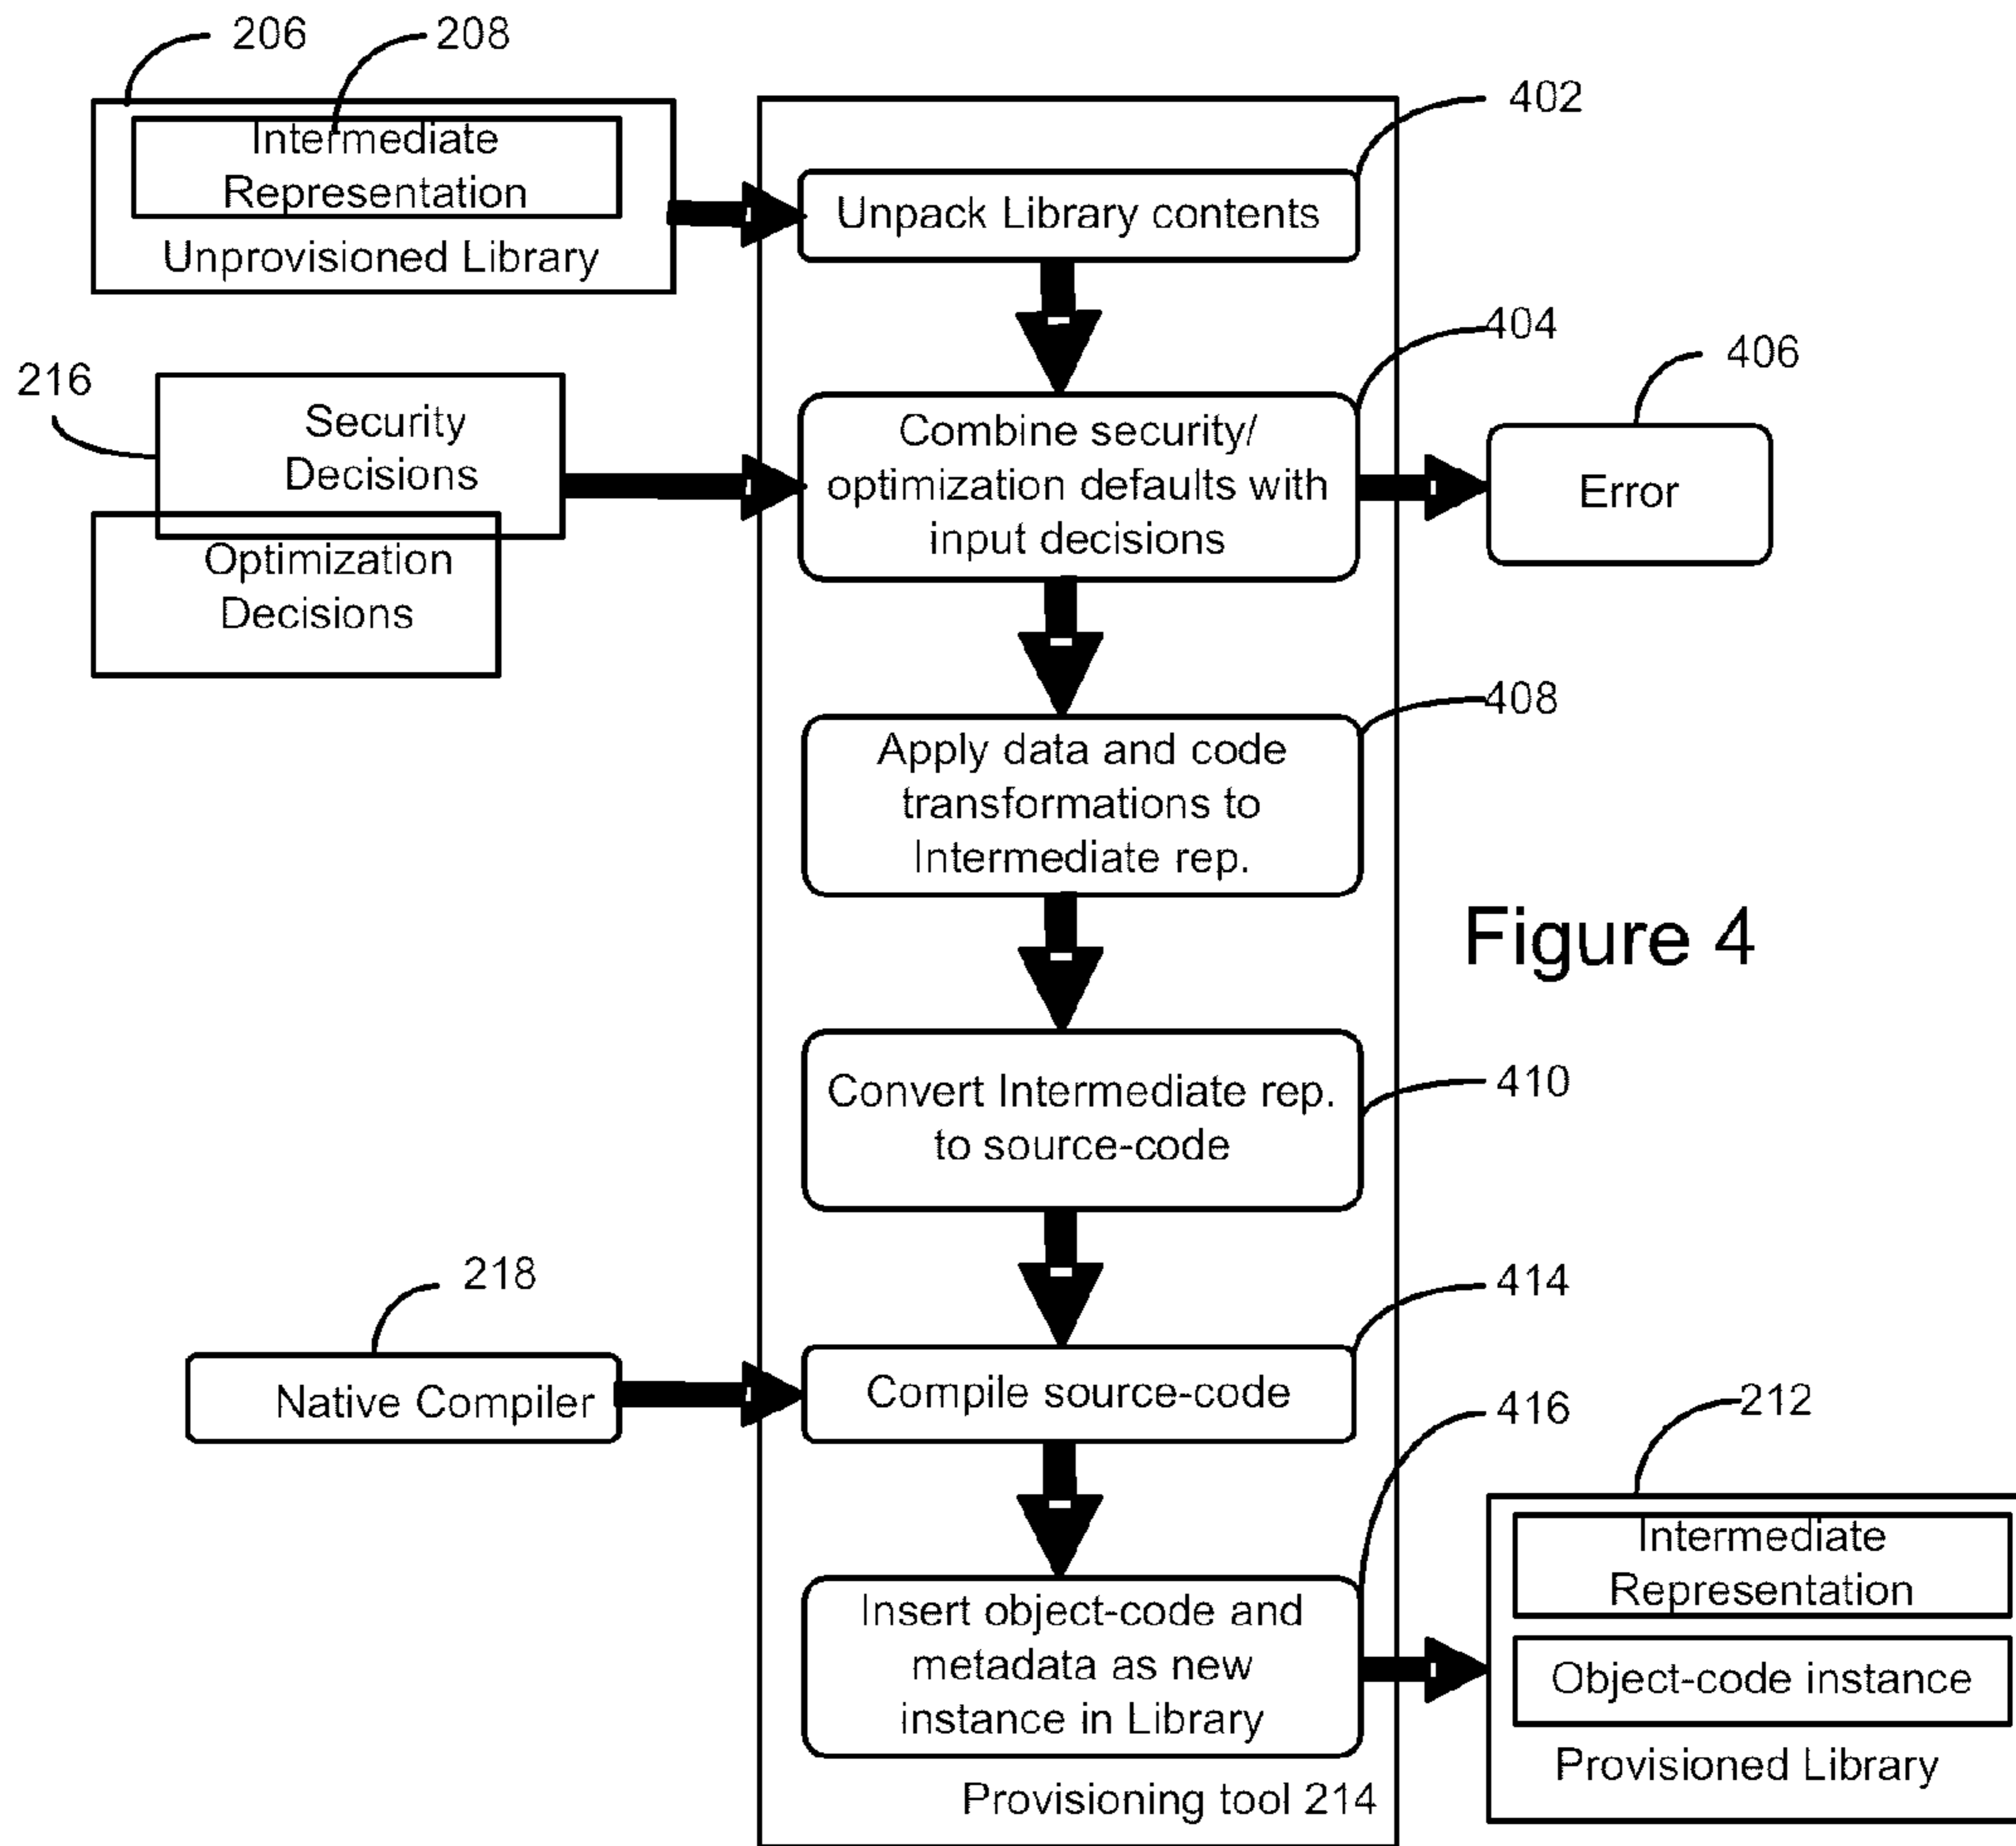 206
208
402
Intermediate
Representation
Unprovisioned Library
Unpack Library contents
404
406
216
Security
Decisions
Optimization
Decisions
Combine security/
optimization defaults with
input decisions
Error
408
Apply data and code
transformations to
Intermediate rep.
Figure 4
410
Convert Intermediate rep.
to source-code
218
414
Native Compiler
Compile source-code
416
212
Insert object-code and
metadata as new
instance in Library
Intermediate
Representation
Object-code instance
Provisioned Library
Provisioning tool 214